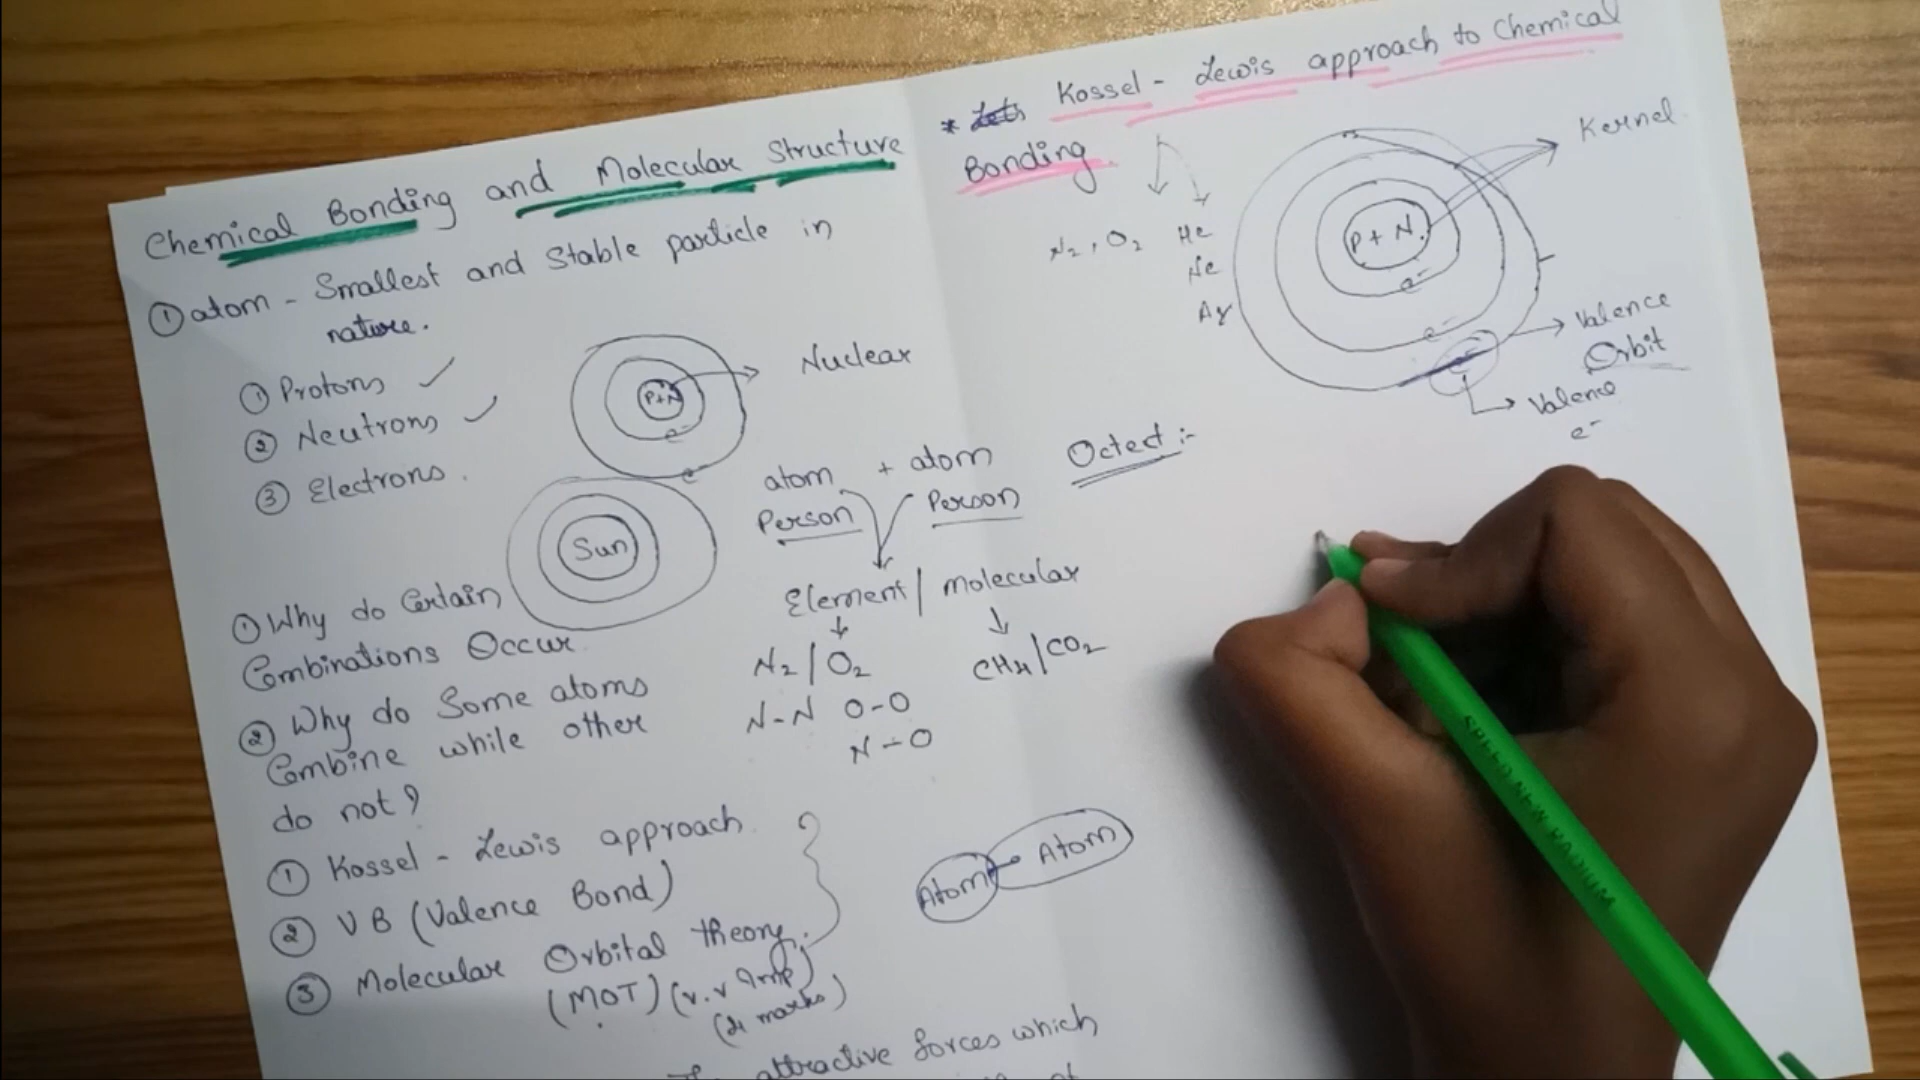 Chemical Bonding and Molecular Structure
① atom - Smallest and Stable particle in
nature.
① Protons ✓
② Neutrons ✓
③ Electrons.
P+N
e⁻
e⁻
Nuclear
Sun
atom + atom
Person Person
Element / molecular
↓ ↓
N₂ / O₂ CH₄ / CO₂
N-N O-O
N-O
① Why do Certain
Combinations Occur
② Why do Some atoms
Combine while other
do not?
① Kossel - Lewis approach
② VB (Valence Bond)
③ Molecular Orbital theory.
(MOT) (v.v Imp)
Atom Atom
attractive forces which
* Kossel - Lewis approach to Chemical
Bonding
N₂, O₂ He
Ne
Ar
P + N
e⁻
e⁻
Kernel
Valence
Orbit
Valence
e⁻
Octect :-